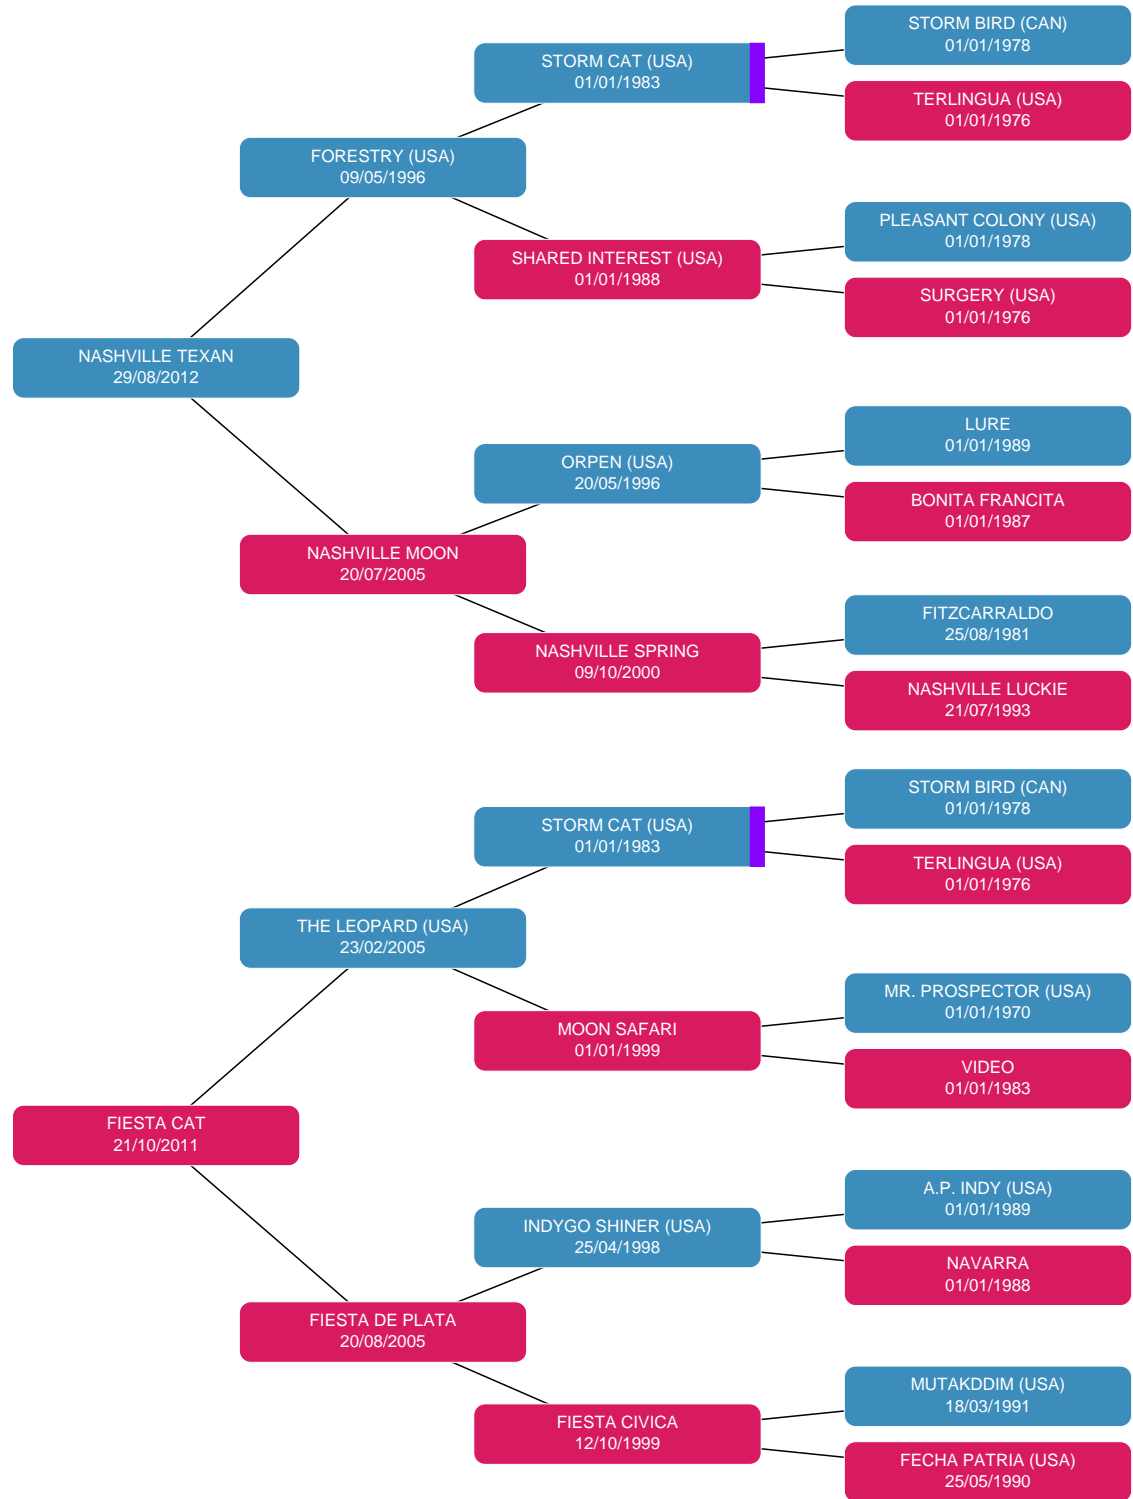 STORM BIRD (CAN)
01/01/1978
STORM CAT (USA)
01/01/1983
TERLINGUA (USA)
01/01/1976
FORESTRY (USA)
09/05/1996
PLEASANT COLONY (USA)
01/01/1978
SHARED INTEREST (USA)
01/01/1988
SURGERY (USA)
01/01/1976
NASHVILLE TEXAN
29/08/2012
LURE
01/01/1989
ORPEN (USA)
20/05/1996
BONITA FRANCITA
01/01/1987
NASHVILLE MOON
20/07/2005
FITZCARRALDO
25/08/1981
NASHVILLE SPRING
09/10/2000
NASHVILLE LUCKIE
21/07/1993
STORM BIRD (CAN)
01/01/1978
STORM CAT (USA)
01/01/1983
TERLINGUA (USA)
01/01/1976
THE LEOPARD (USA)
23/02/2005
MR. PROSPECTOR (USA)
01/01/1970
MOON SAFARI
01/01/1999
VIDEO
01/01/1983
FIESTA CAT
21/10/2011
A.P. INDY (USA)
01/01/1989
INDYGO SHINER (USA)
25/04/1998
NAVARRA
01/01/1988
FIESTA DE PLATA
20/08/2005
MUTAKDDIM (USA)
18/03/1991
FIESTA CIVICA
12/10/1999
FECHA PATRIA (USA)
25/05/1990